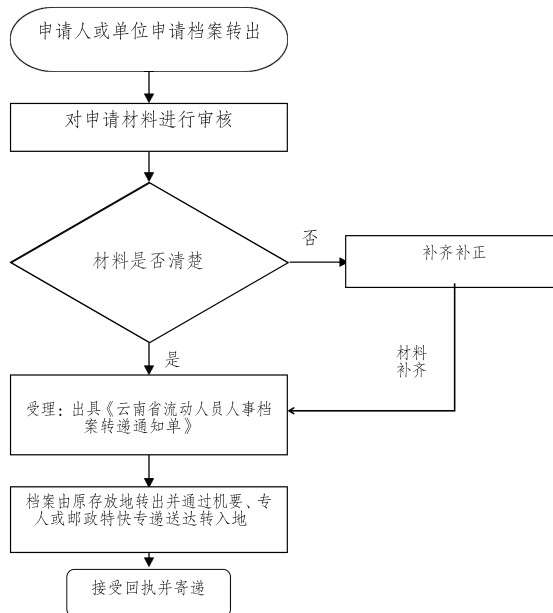 申请人或单位申请档案转出
对申请材料进行审核
材料是否清楚
否
补齐补正
是
材料
补齐
受理：出具《云南省流动人员人事档
案转递通知单》
档案由原存放地转出并通过机要、专
人或邮政特快专递送达转入地
接受回执并寄递